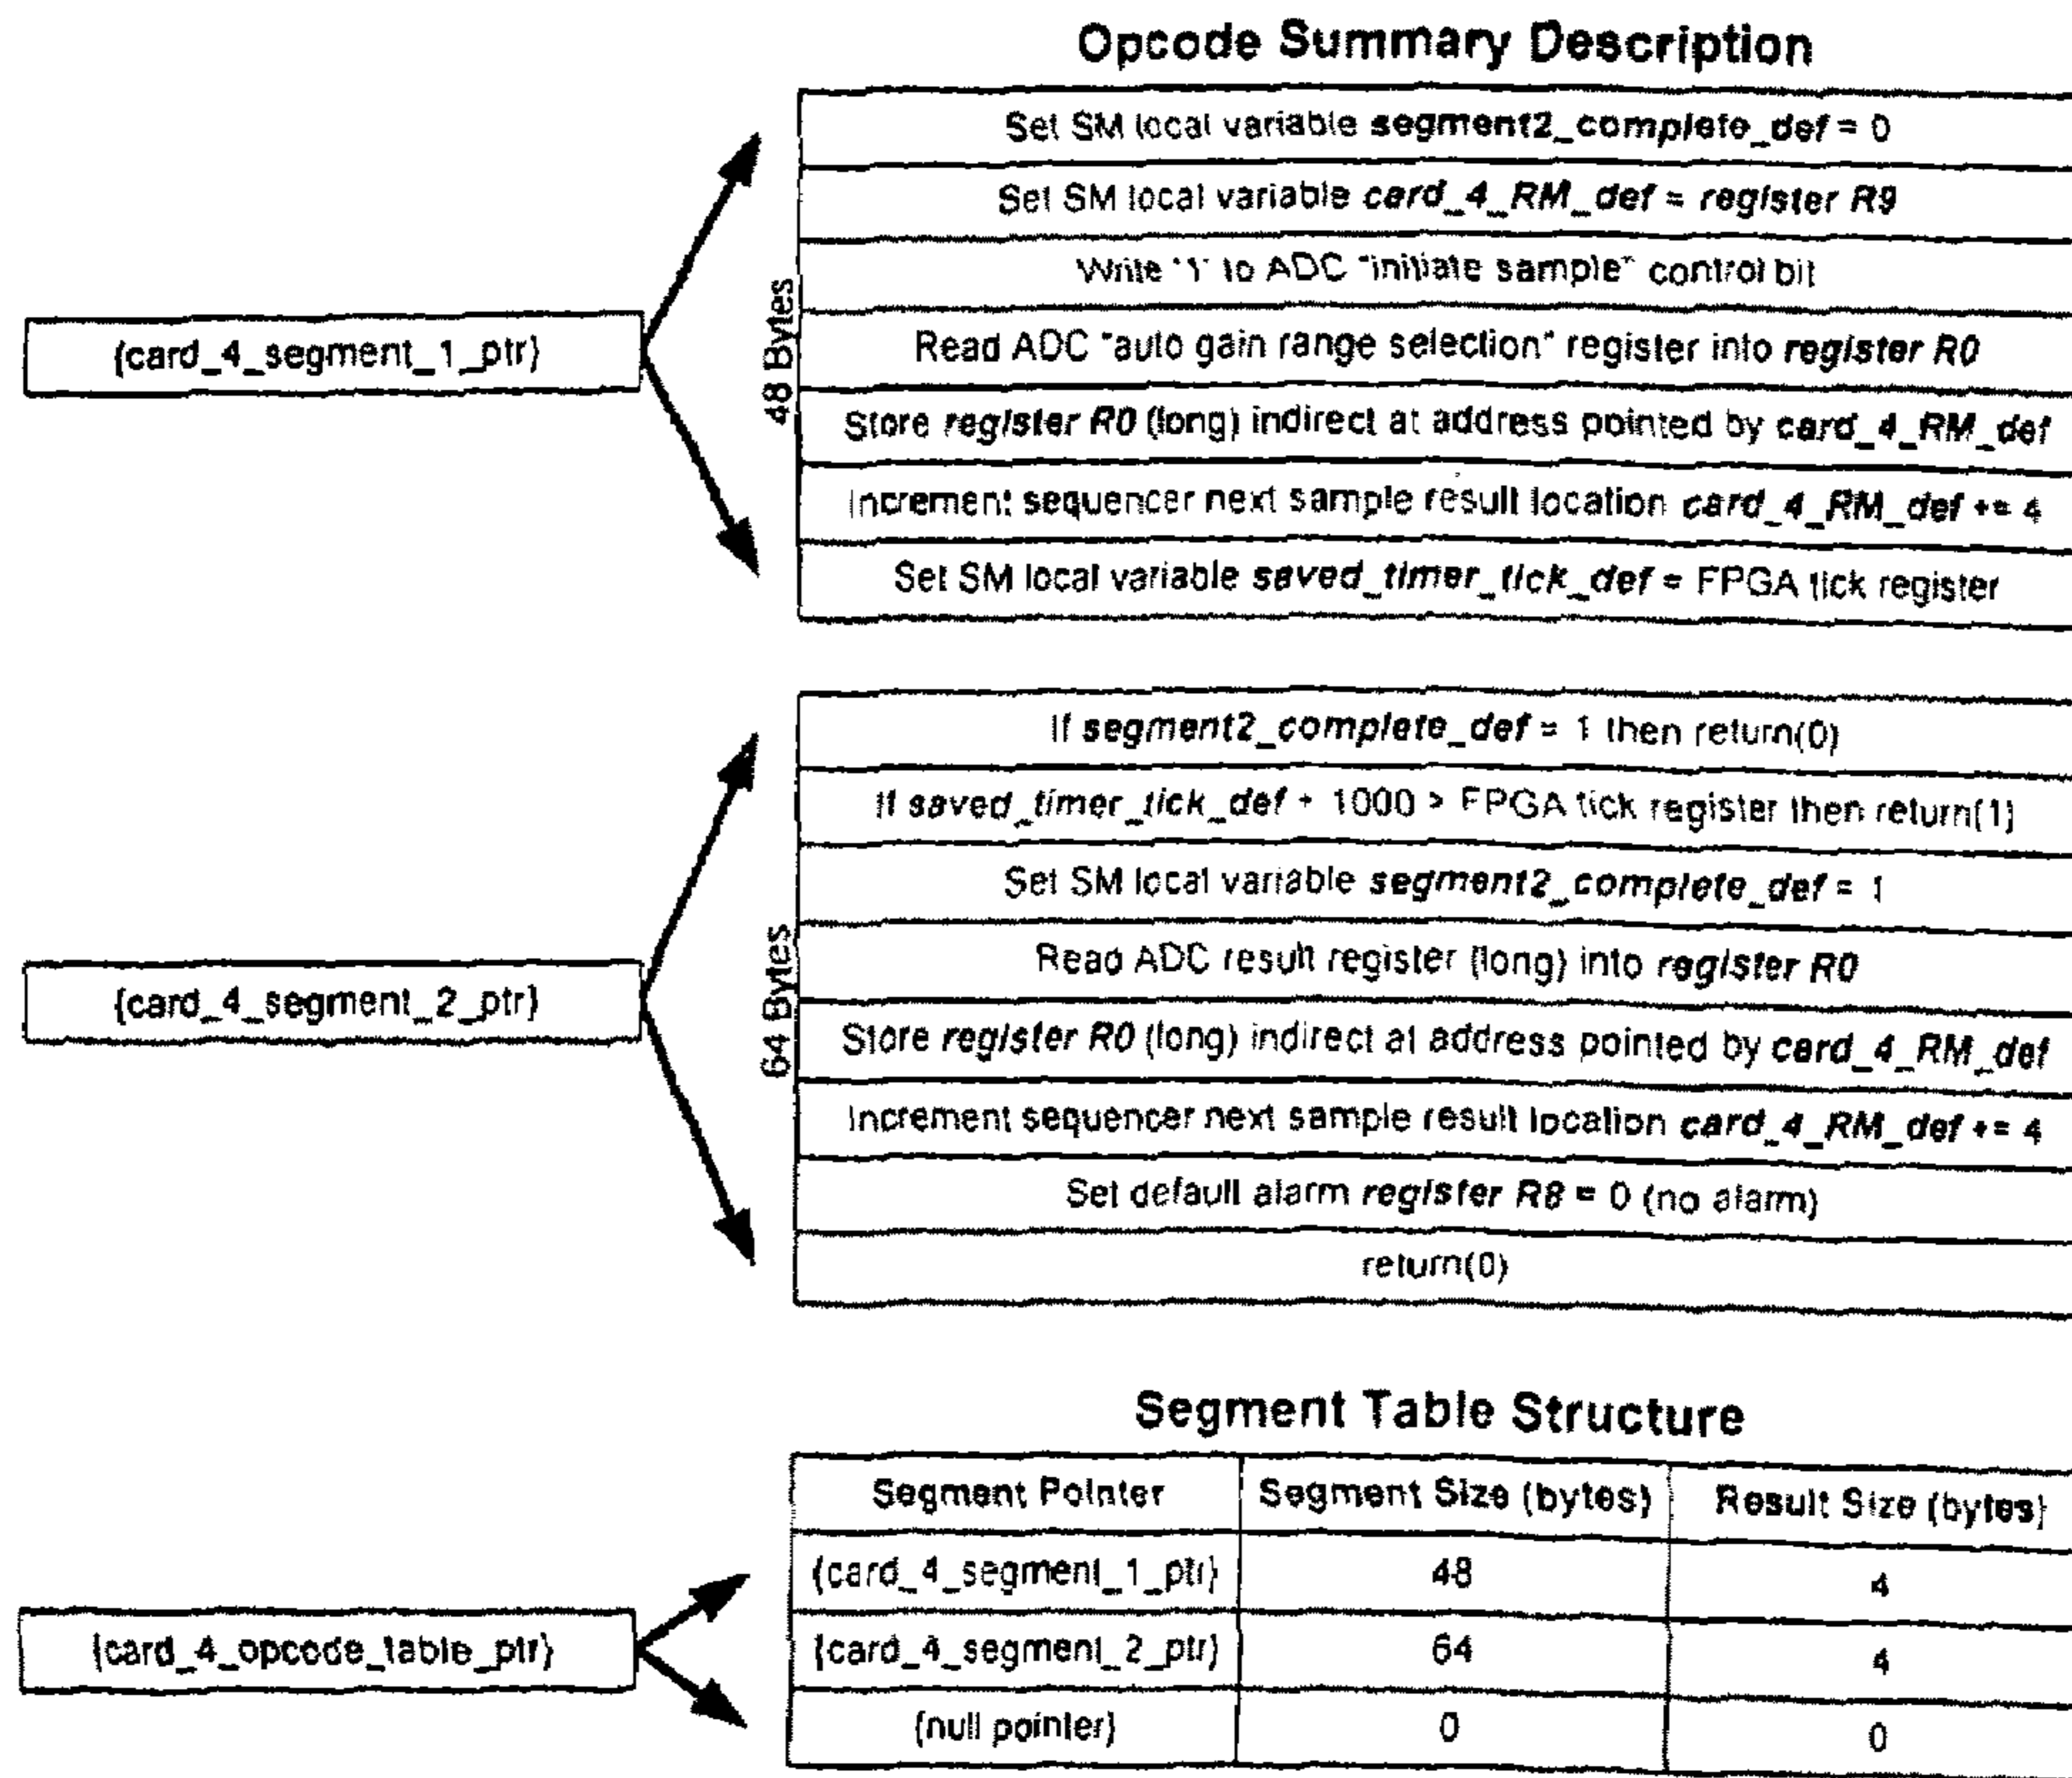 Opcode Summary Description
{card_4_segment_1_ptr}
48 Bytes
Set SM local variable segment2_complete_def = 0
Set SM local variable card_4_RM_def = register R9
Write '1' to ADC "initiate sample" control bit
Read ADC "auto gain range selection" register into register R0
Store register R0 (long) indirect at address pointed by card_4_RM_def
Increment sequencer next sample result location card_4_RM_def += 4
Set SM local variable saved_timer_tick_def = FPGA tick register
{card_4_segment_2_ptr}
64 Bytes
If segment2_complete_def = 1 then return(0)
If saved_timer_tick_def + 1000 > FPGA tick register then return(1)
Set SM local variable segment2_complete_def = 1
Read ADC result register (long) into register R0
Store register R0 (long) indirect at address pointed by card_4_RM_def
Increment sequencer next sample result location card_4_RM_def += 4
Set default alarm register R8 = 0 (no alarm)
return(0)
Segment Table Structure
{card_4_opcode_table_ptr}
Segment Pointer Segment Size (bytes) Result Size (bytes)
{card_4_segment_1_ptr} 48 4
{card_4_segment_2_ptr} 64 4
{null pointer} 0 0